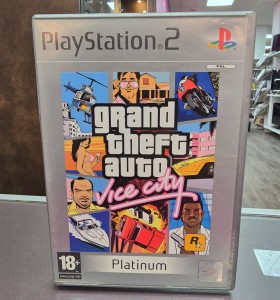 PlayStation 2
grand
theft
auto
Vice City
R
18+
Platinum